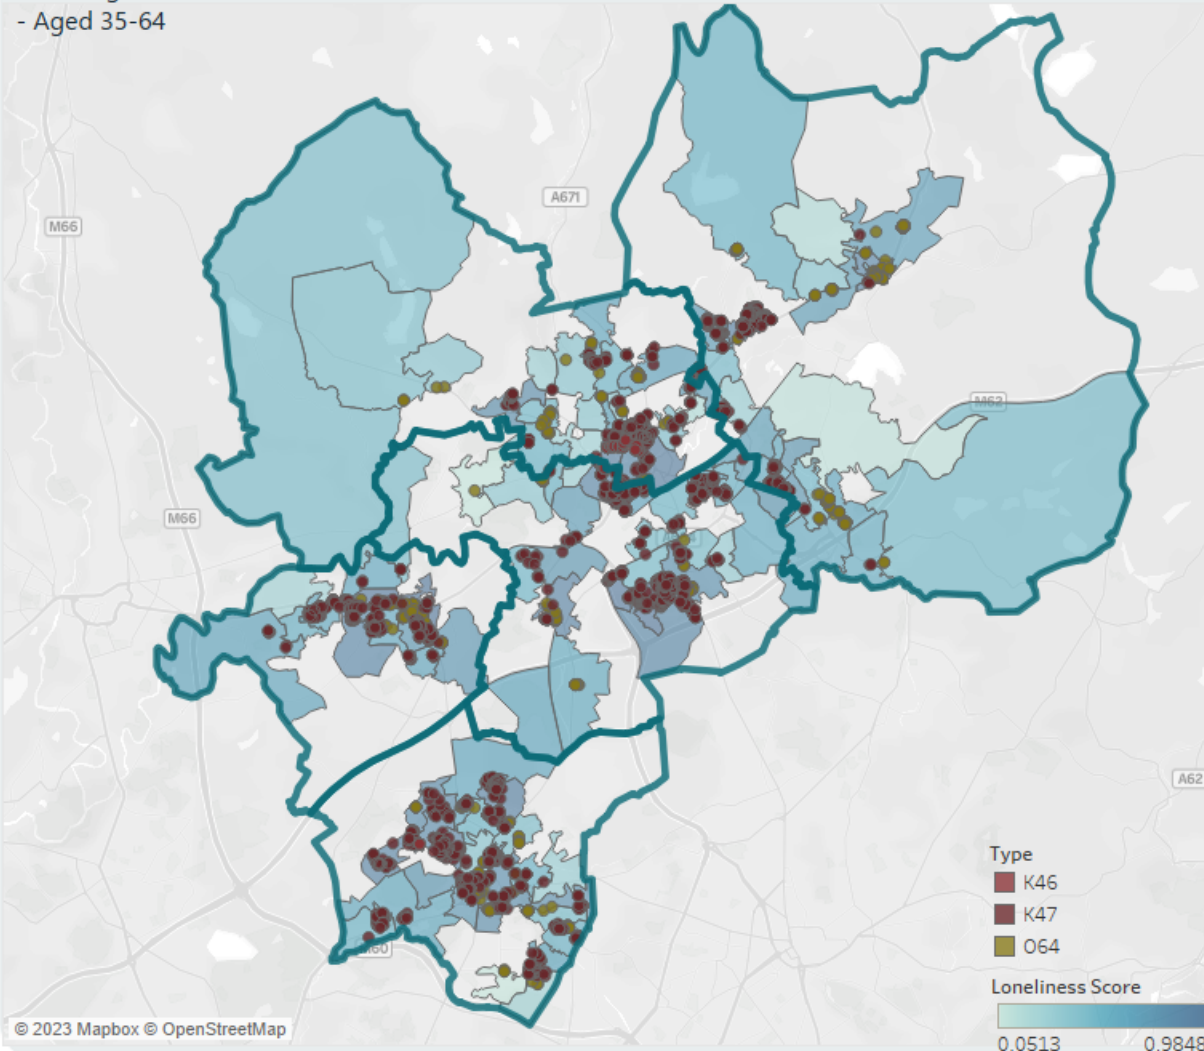 - Aged 35-64
A671
M66
M62
M66
A62
Type
K46
K47
O64
M60
Loneliness Score
0.0513
0.9848
© 2023 Mapbox © OpenStreetMap